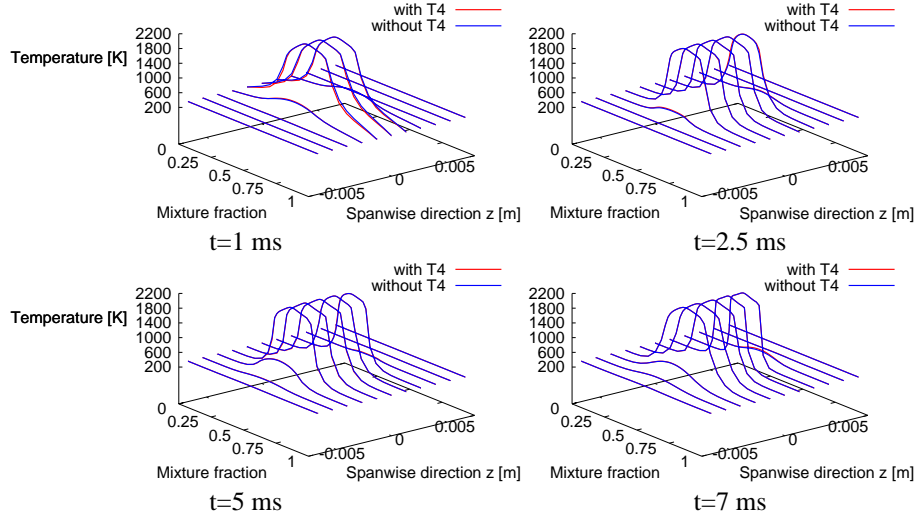 with T4
without T4
Temperature [K]
2200
1800
1400
1000
600
200
0
0.25
0.5
0.75
1
Mixture fraction
-0.005
0
0.005
Spanwise direction z [m]
t=1 ms
with T4
without T4
2200
1800
1400
1000
600
200
0
0.25
0.5
0.75
1
Mixture fraction
-0.005
0
0.005
Spanwise direction z [m]
t=2.5 ms
with T4
without T4
Temperature [K]
2200
1800
1400
1000
600
200
0
0.25
0.5
0.75
1
Mixture fraction
-0.005
0
0.005
Spanwise direction z [m]
t=5 ms
with T4
without T4
2200
1800
1400
1000
600
200
0
0.25
0.5
0.75
1
Mixture fraction
-0.005
0
0.005
Spanwise direction z [m]
t=7 ms